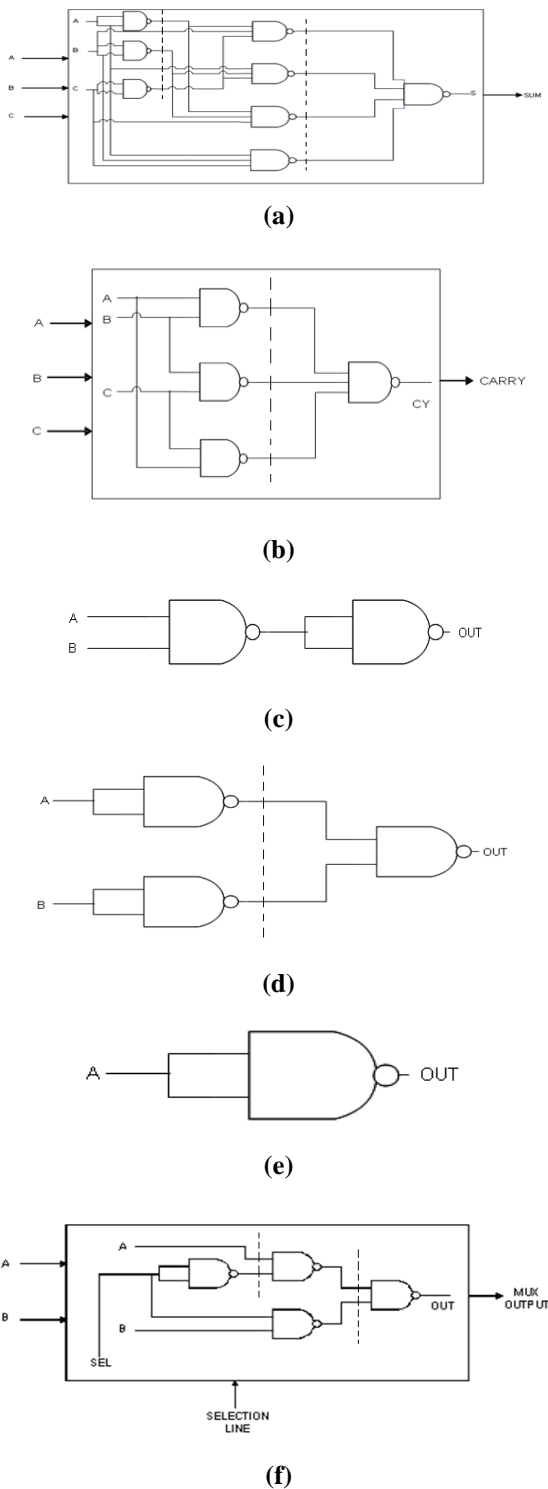 A
B
C
A
B
C
S
SUM
(a)
A
B
C
A
B
C
CY
CARRY
(b)
A
B
OUT
(c)
A
B
OUT
(d)
A
OUT
(e)
A
B
A
B
SEL
OUT
MUX
OUTPUT
SELECTION
LINE
(f)